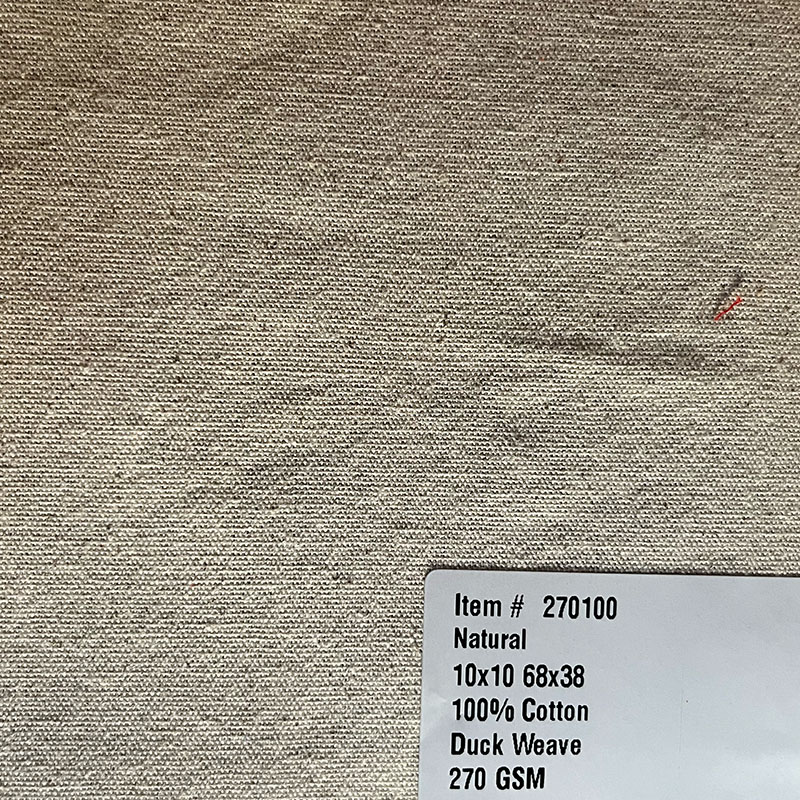 Item # 270100
Natural
10x10 68x38
100% Cotton
Duck Weave
270 GSM